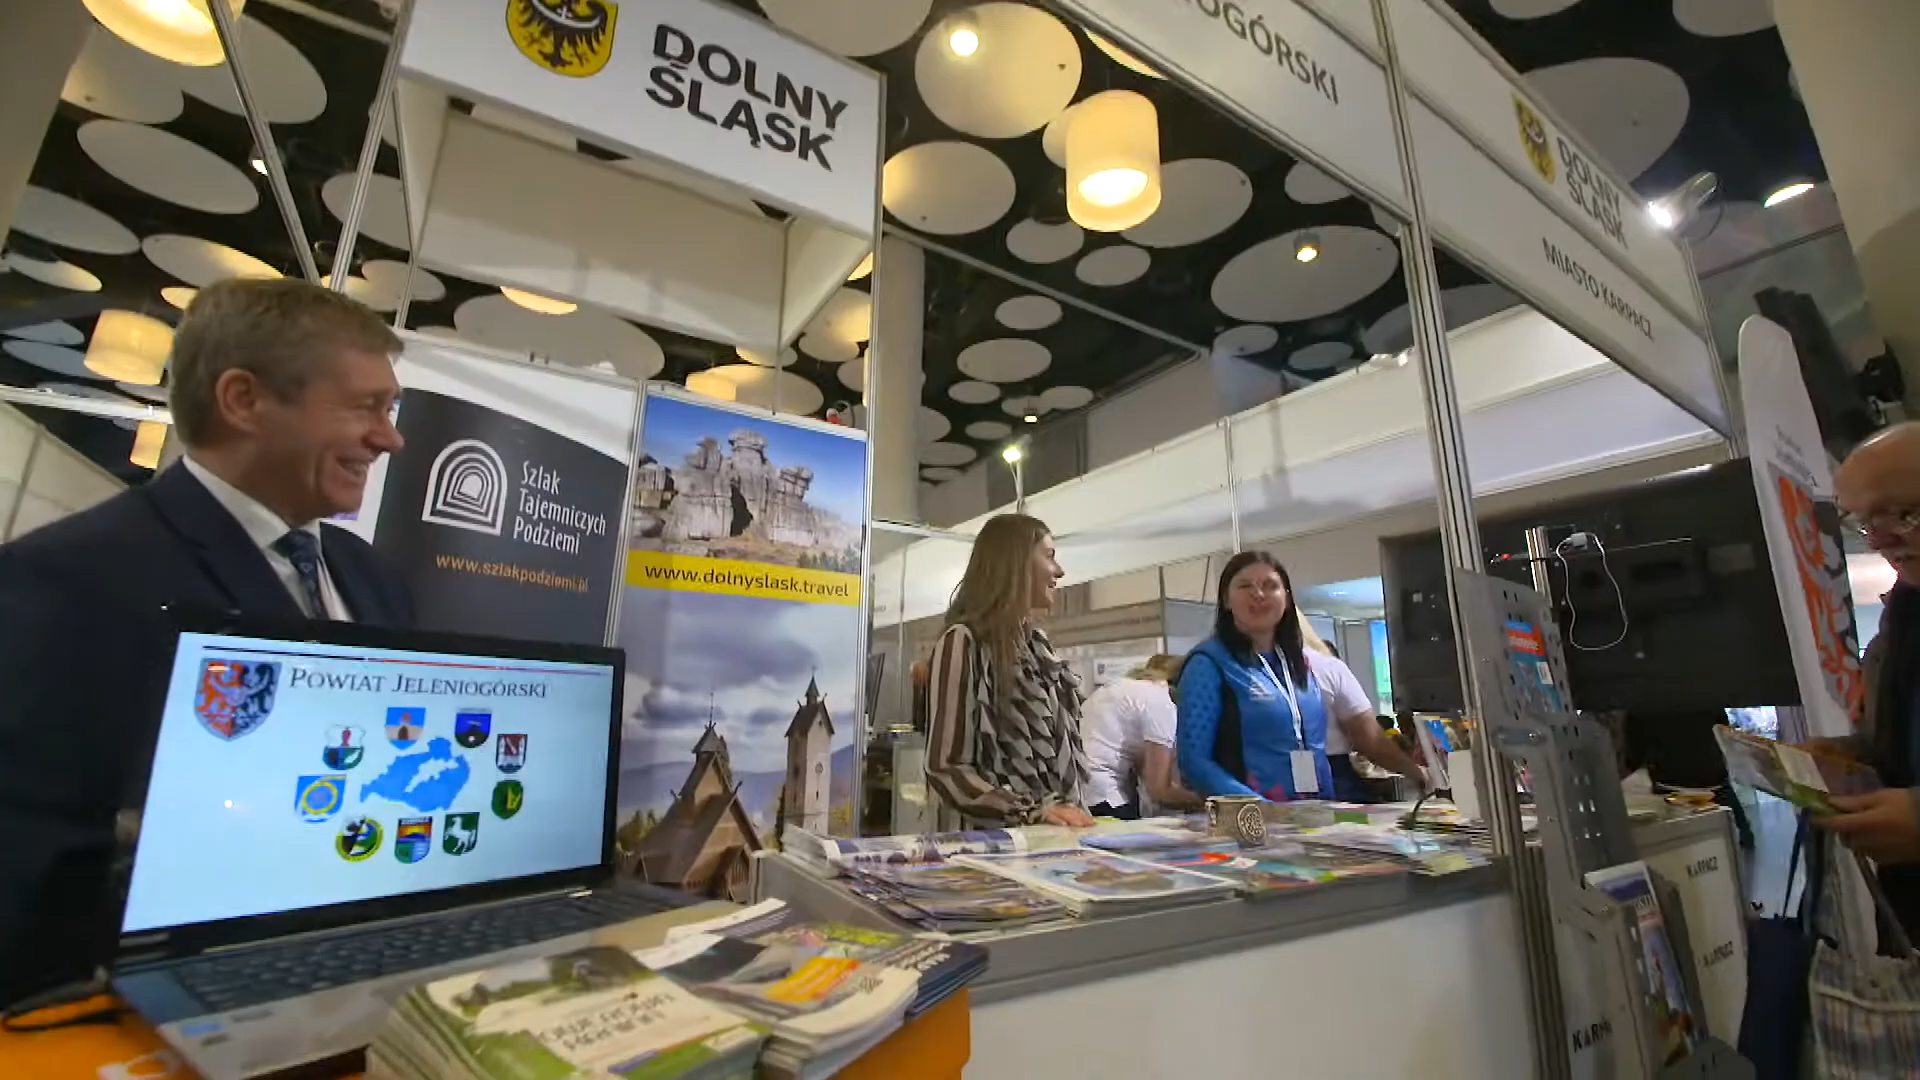 DOLNY
ŚLĄSK
OGÓRSKI
DOLNY
ŚLĄSK
MIASTO KARPACZ
Szlak
Tajemniczych
Podziemi
www.szlakpodziemi.pl
www.dolnyslask.travel
POWIAT JELENIOGÓRSKI
KARPACZ
KARPACZ